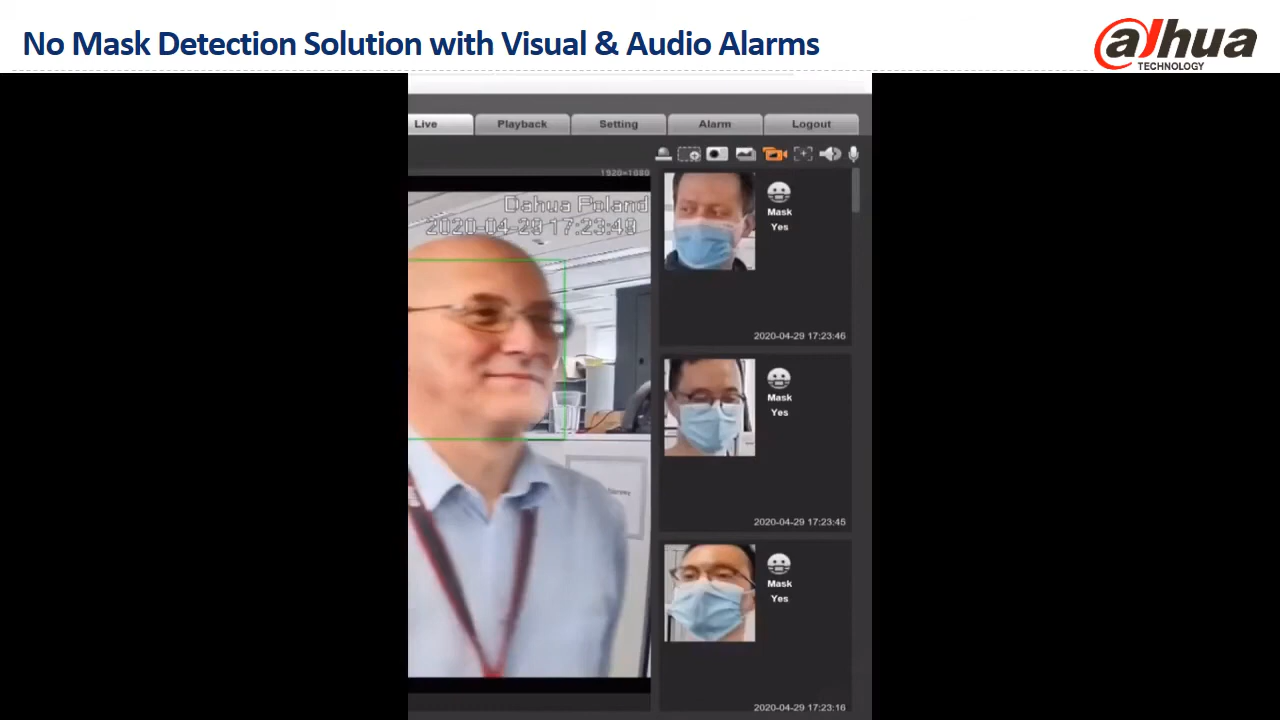 No Mask Detection Solution with Visual & Audio Alarms
alhua
TECHNOLOGY
Live Playback Setting Alarm Logout
1920×1080
Dahua Poland
2020-04-29 17:23:49
Mask
Yes
2020-04-29 17:23:46
Mask
Yes
2020-04-29 17:23:45
Mask
Yes
2020-04-29 17:23:16